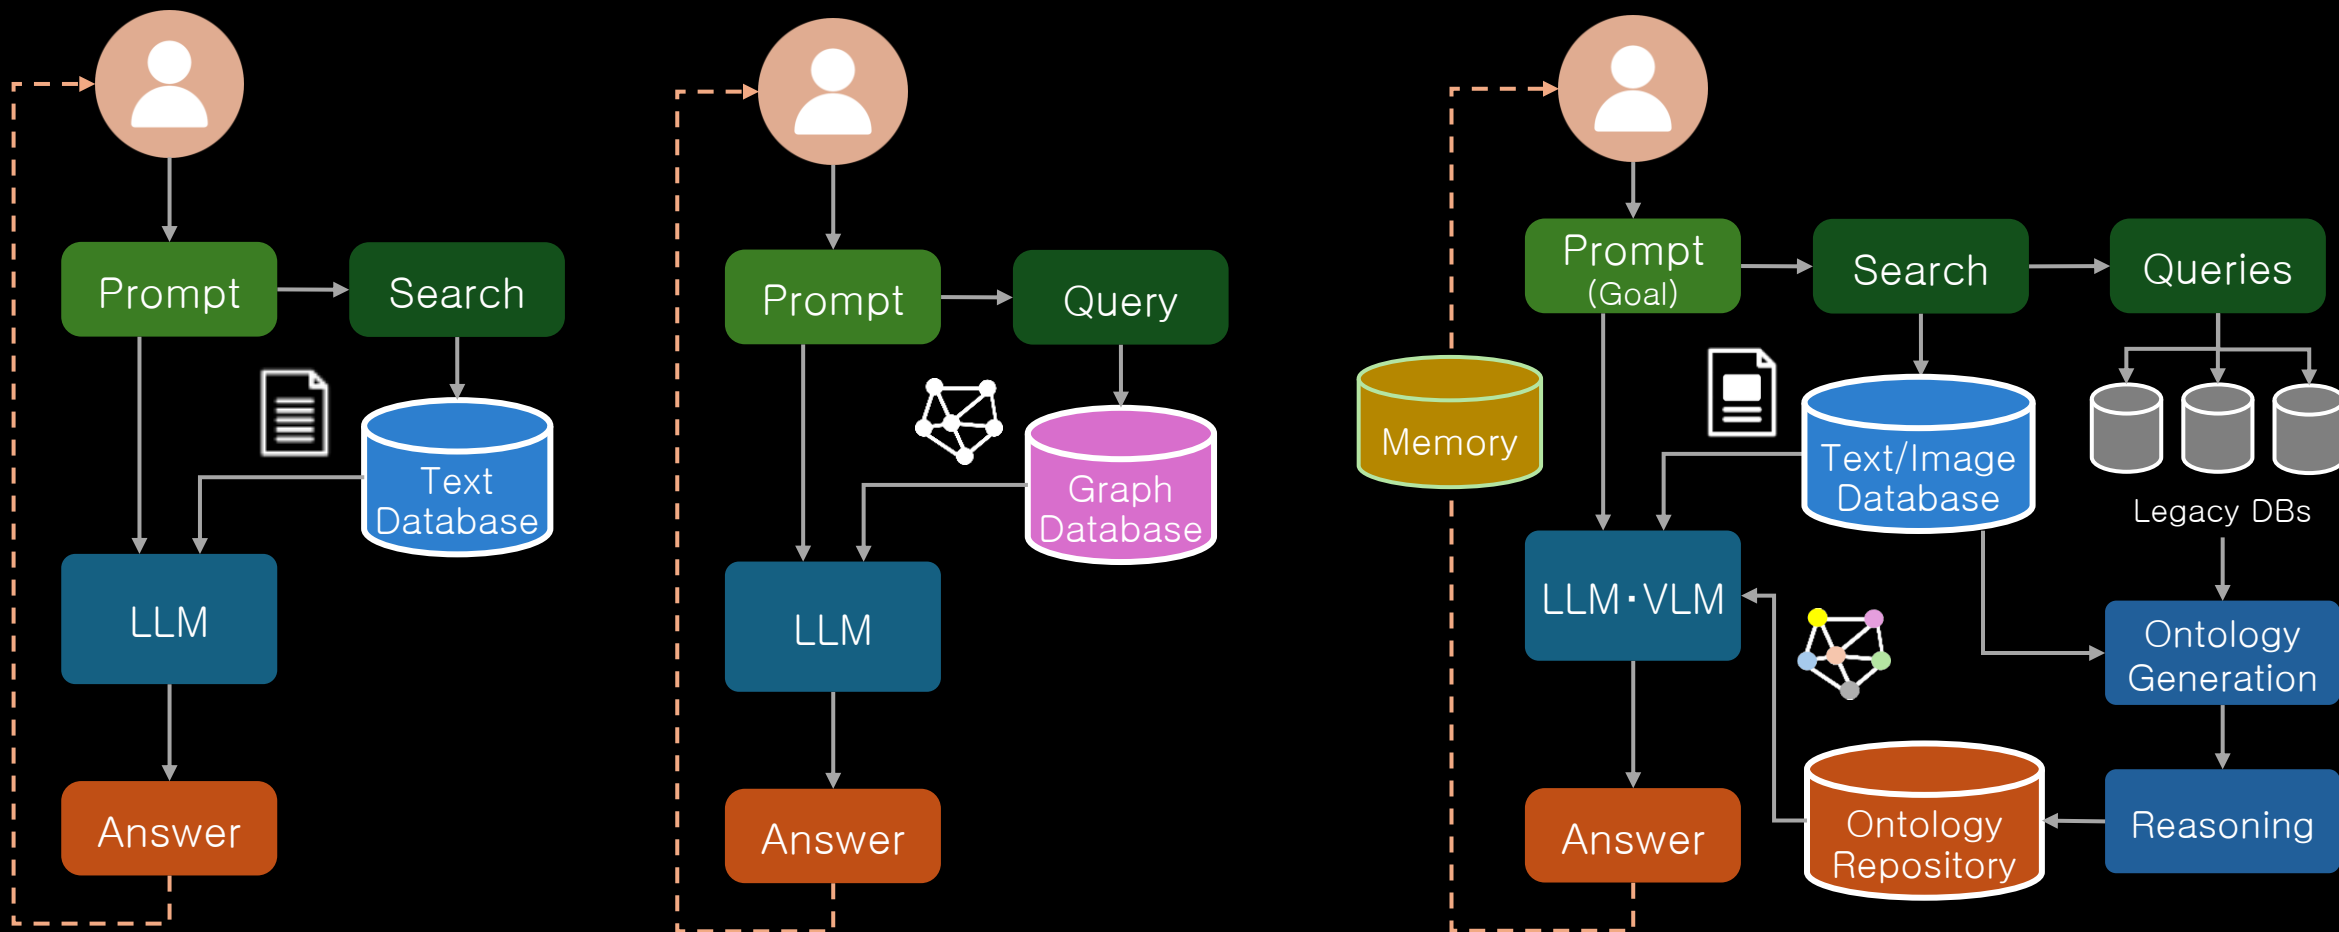 Prompt
Search
Text
Database
LLM
Answer
Prompt
Query
Graph
Database
LLM
Answer
Prompt
(Goal)
Search
Queries
Memory
Text/Image
Database
Legacy DBs
LLM·VLM
Ontology
Generation
Reasoning
Ontology
Repository
Answer